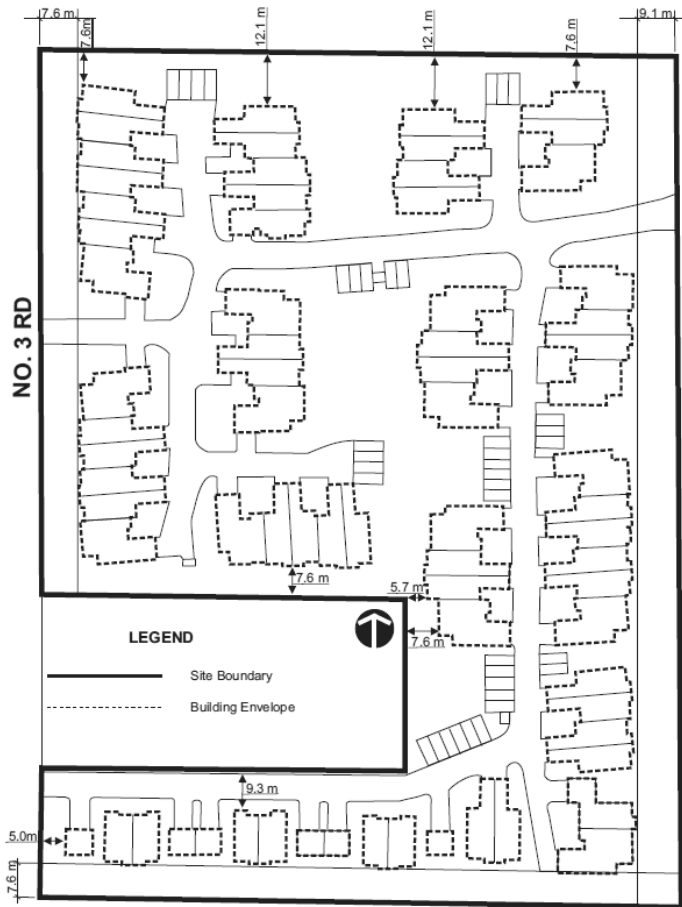 7.6 m
9.1 m
7.6m
12.1 m
12.1 m
7.6 m
NO. 3 RD
7.6 m
5.7 m
7.6 m
LEGEND
Site Boundary
Building Envelope
9.3 m
5.0m
7.6 m